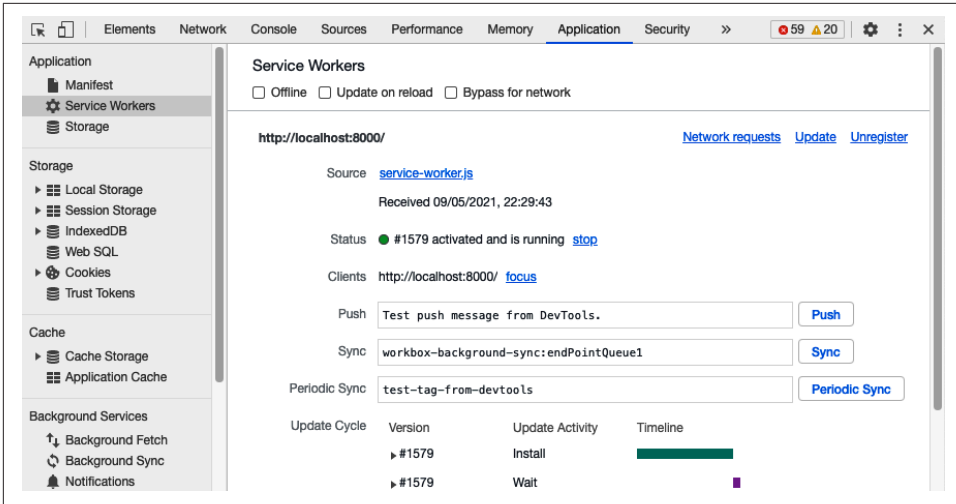 Elements Network Console Sources Performance Memory Application Security » 59 20
Application
Manifest
Service Workers
Storage
Storage
Local Storage
Session Storage
IndexedDB
Web SQL
Cookies
Trust Tokens
Cache
Cache Storage
Application Cache
Background Services
Background Fetch
Background Sync
Notifications
Service Workers
Offline Update on reload Bypass for network
http://localhost:8000/ Network requests Update Unregister
Source service-worker.js
Received 09/05/2021, 22:29:43
Status #1579 activated and is running stop
Clients http://localhost:8000/ focus
Push Test push message from DevTools. Push
Sync workbox-background-sync:endPointQueue1 Sync
Periodic Sync test-tag-from-devtools Periodic Sync
Update Cycle Version Update Activity Timeline
#1579 Install
#1579 Wait